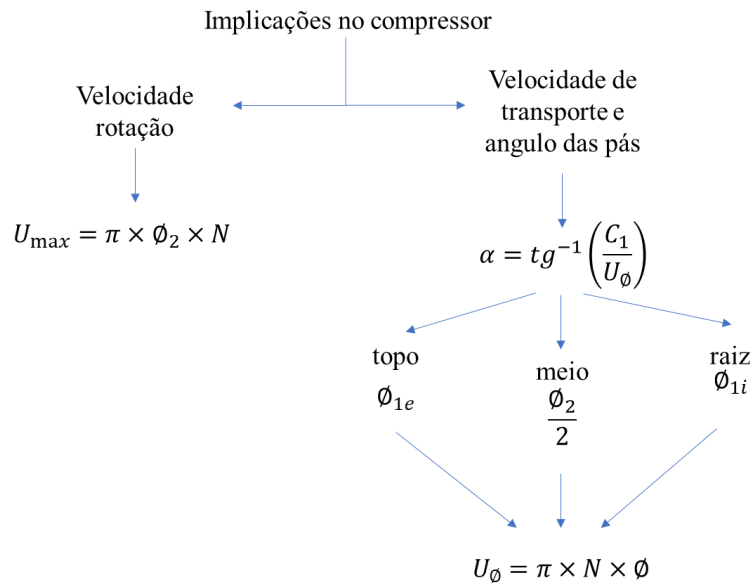 Implicações no compressor
Velocidade
rotação
Velocidade de
transporte e
angulo das pás
U_max = π × ∅_2 × N
α = tg^{-1} (C_1 / U_∅)
topo
∅_{1e}
meio
∅_2 / 2
raiz
∅_{1i}
U_∅ = π × N × ∅